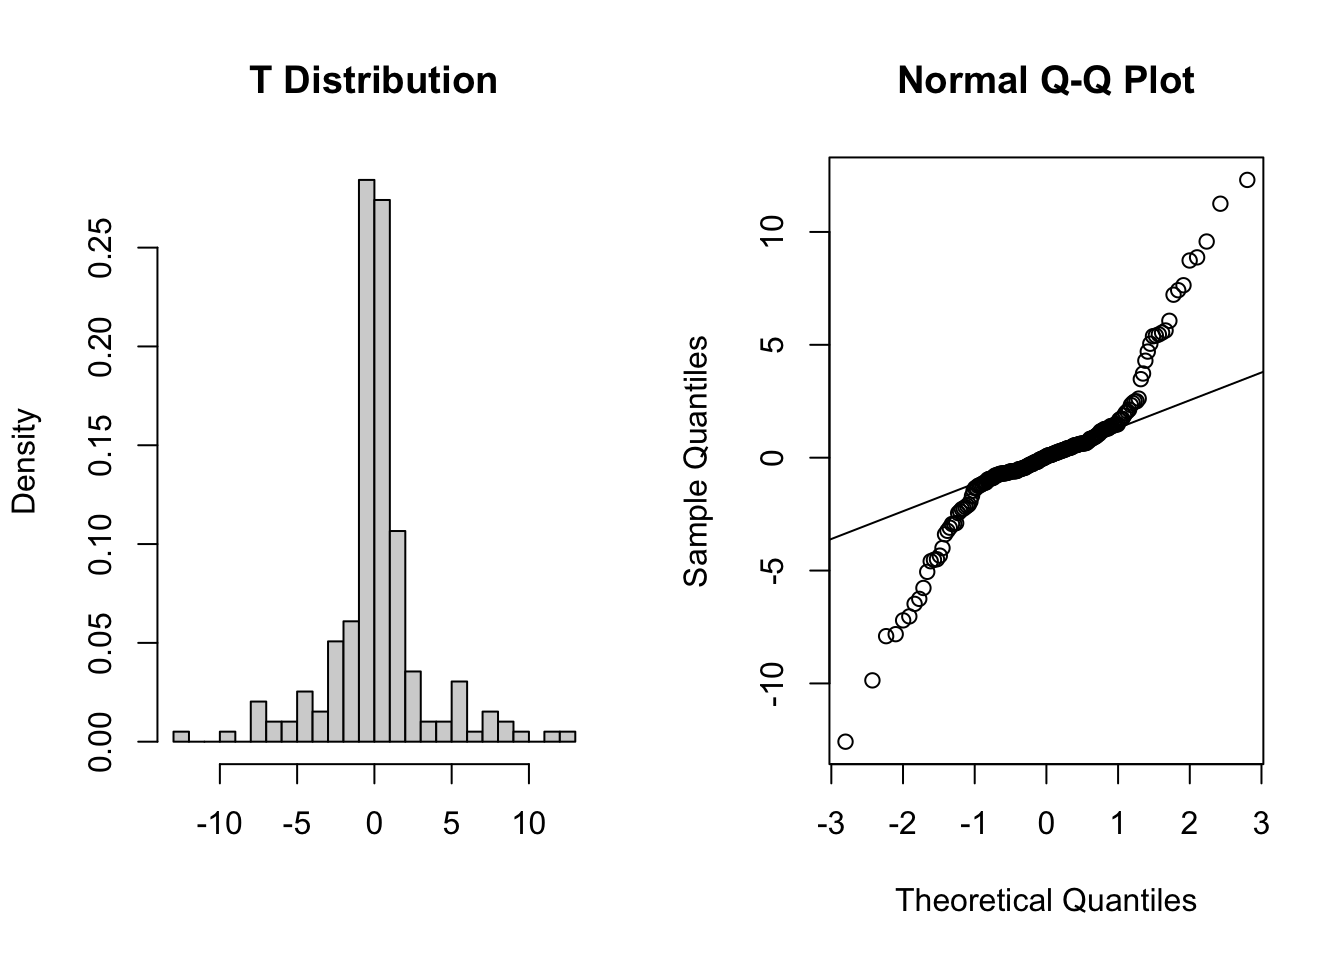 T Distribution
Density
0.00 0.05 0.10 0.15 0.20 0.25
-10 -5 0 5 10
Normal Q-Q Plot
Sample Quantiles
-10 -5 0 5 10
-3 -2 -1 0 1 2 3
Theoretical Quantiles